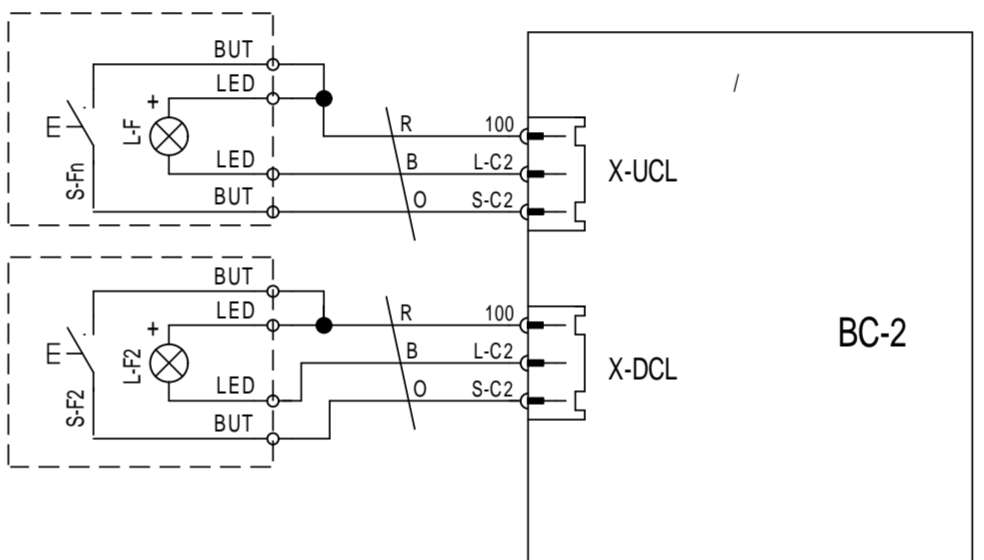 BUT
LED
+
L-F
S-Fn
LED
BUT
R
B
O
100
L-C2
S-C2
X-UCL
/
BUT
LED
+
L-F2
S-F2
LED
BUT
R
B
O
100
L-C2
S-C2
X-DCL
BC-2